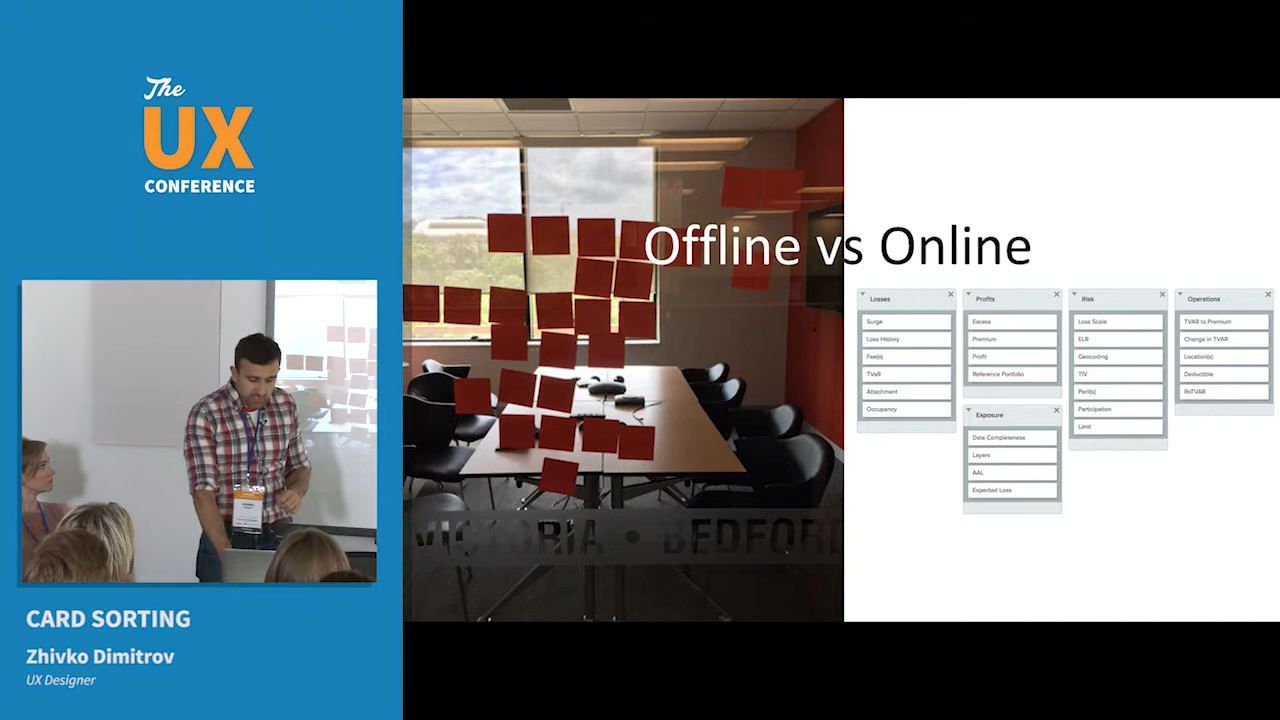 The
UX
CONFERENCE
CARD SORTING
Zhivko Dimitrov
UX Designer
Offline vs Online
VICTORIA • BEDFORD
Losses
Surge
Loss History
Fee(s)
TVaR
Attachment
Occupancy
Profits
Excess
Premium
Profit
Reference Portfolio
Exposure
Data Completeness
Layers
AAL
Expected Loss
Risk
Loss Scale
ELR
Geocoding
TIV
Peril(s)
Participation
Limit
Operations
TVAR to Premium
Change in TVAR
Location(s)
Deductible
RoTVAR